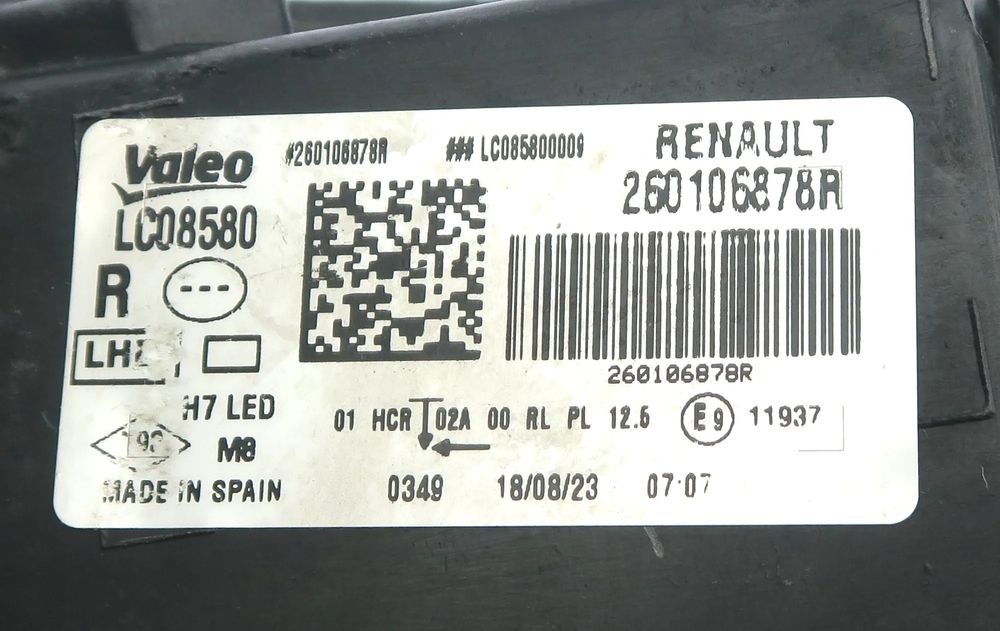 Valeo
#260106878R ### LC085800009
RENAULT
260106878R
LC08580
R
---
260106878R
H7 LED
01 HCR 02A 00 RL PL 12.5 E9 11937
M8
MADE IN SPAIN 0349 18/08/23 07:07